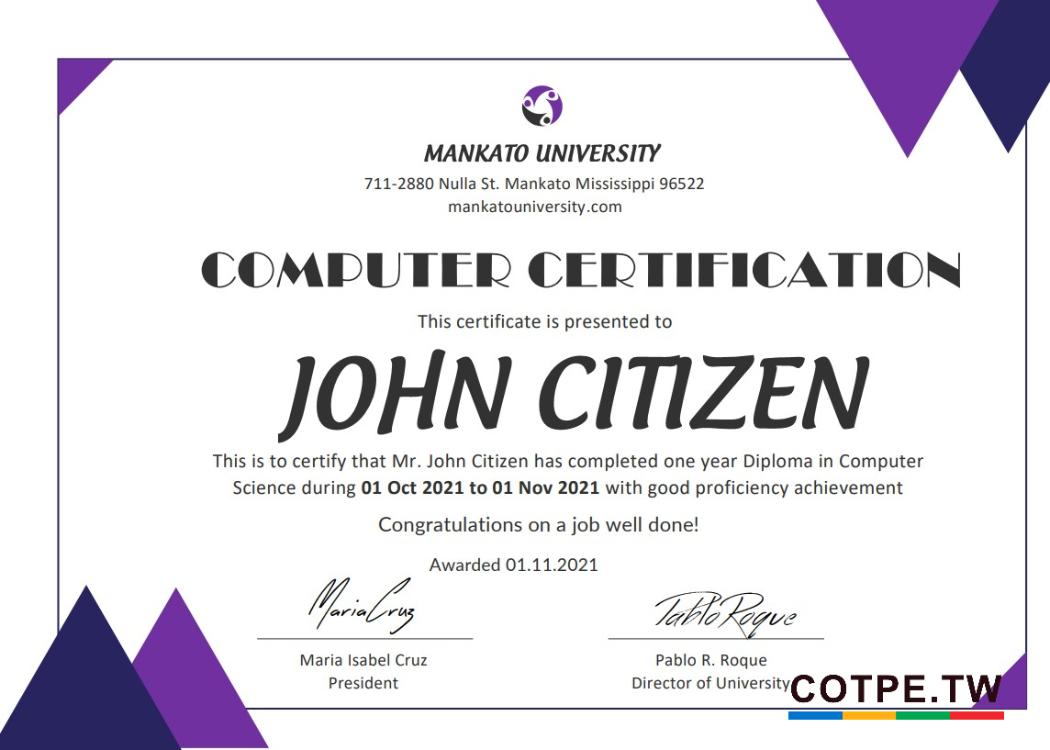 MANKATO UNIVERSITY
711-2880 Nulla St. Mankato Mississippi 96522
mankatouniversity.com
COMPUTER CERTIFICATION
This certificate is presented to
JOHN CITIZEN
This is to certify that Mr. John Citizen has completed one year Diploma in Computer
Science during 01 Oct 2021 to 01 Nov 2021 with good proficiency achievement
Congratulations on a job well done!
Awarded 01.11.2021
Maria Cruz
Pablo Roque
Maria Isabel Cruz
Pablo R. Roque
President
Director of University
COTPE.TW